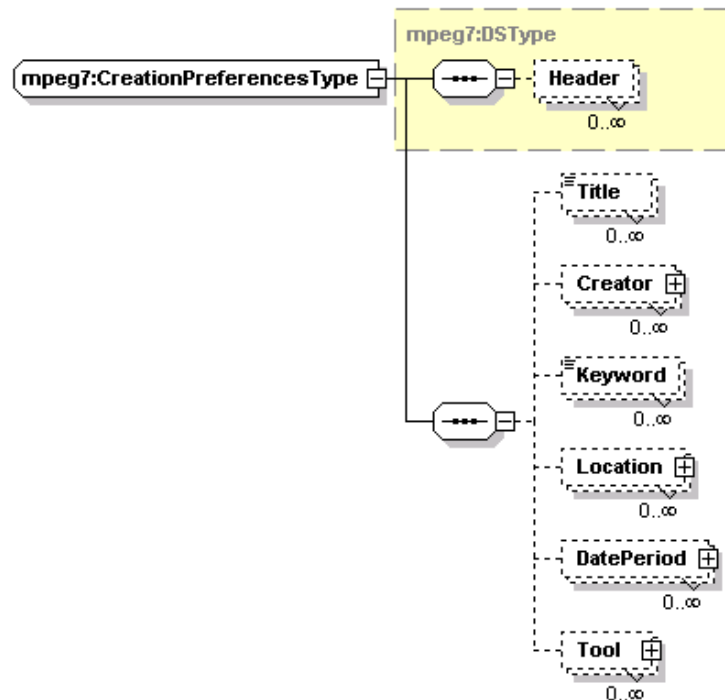 mpeg7:DSType
mpeg7:CreationPreferencesType
Header
0..∞
Title
0..∞
Creator
0..∞
Keyword
0..∞
Location
0..∞
DatePeriod
0..∞
Tool
0..∞